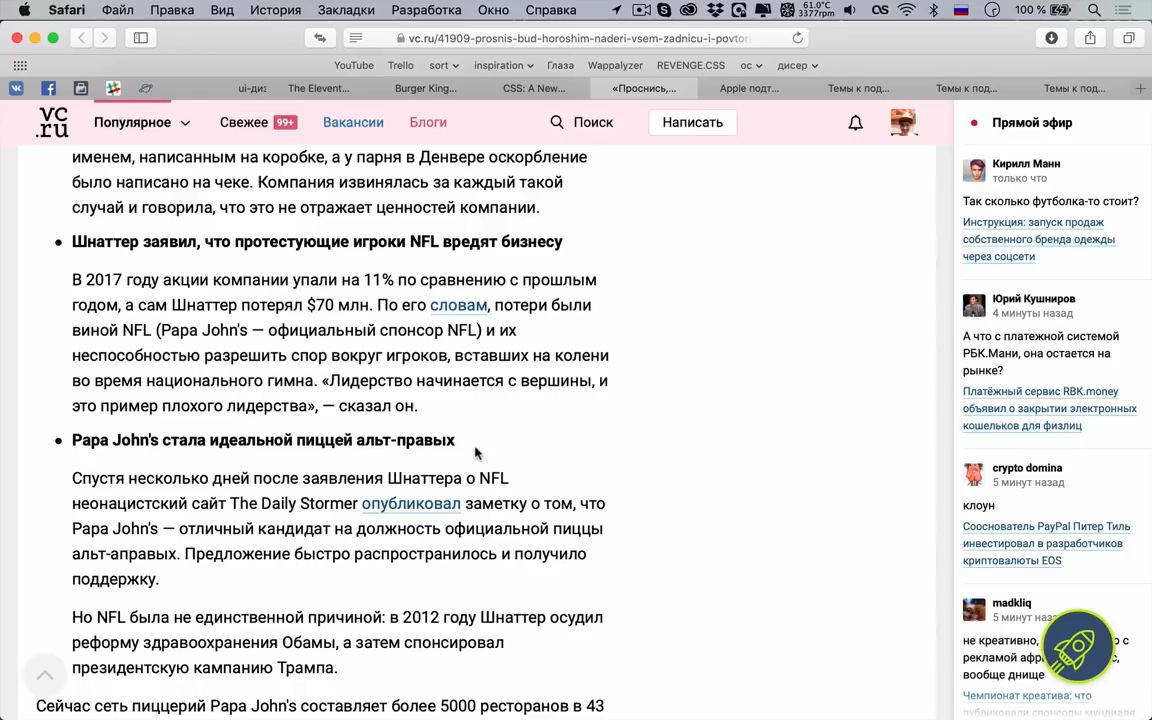 Safari Файл Правка Вид История Закладки Разработка Окно Справка 61.0°C 3377rpm 100 %
vc.ru/41909-prosnis-bud-horoshim-naderi-vsem-zadnicu-i-povtori
YouTube Trello sort inspiration Глаза Wappalyzer REVENGE.CSS ос дисер
ui-диз The Elevent... Burger King... CSS: A New... «Проснись,... Apple подт... Темы к под... Темы к под... Темы к под...
vc.ru
Популярное Свежее 99+ Вакансии Блоги Поиск Написать
именем, написанным на коробке, а у парня в Денвере оскорбление
было написано на чеке. Компания извинялась за каждый такой
случай и говорила, что это не отражает ценностей компании.
• Шнаттер заявил, что протестующие игроки NFL вредят бизнесу
В 2017 году акции компании упали на 11% по сравнению с прошлым
годом, а сам Шнаттер потерял $70 млн. По его словам, потери были
виной NFL (Papa John's — официальный спонсор NFL) и их
неспособностью разрешить спор вокруг игроков, вставших на колени
во время национального гимна. «Лидерство начинается с вершины, и
это пример плохого лидерства», — сказал он.
• Papa John's стала идеальной пиццей альт-правых
Спустя несколько дней после заявления Шнаттера о NFL
неонацистский сайт The Daily Stormer опубликовал заметку о том, что
Papa John's — отличный кандидат на должность официальной пиццы
альт-аправых. Предложение быстро распространилось и получило
поддержку.
Но NFL была не единственной причиной: в 2012 году Шнаттер осудил
реформу здравоохранения Обамы, а затем спонсировал
президентскую кампанию Трампа.
Сейчас сеть пиццерий Papa John's составляет более 5000 ресторанов в 43
Прямой эфир
Кирилл Манн
только что
Так сколько футболка-то стоит?
Инструкция: запуск продаж
собственного бренда одежды
через соцсети
Юрий Кушниров
4 минуты назад
А что с платежной системой
РБК.Мани, она остается на
рынке?
Платёжный сервис RBK.money
объявил о закрытии электронных
кошельков для физлиц
crypto domina
5 минут назад
клоун
Сооснователь PayPal Питер Тиль
инвестировал в разработчиков
криптовалюты EOS
madkliq
5 минут
не креативно, с
рекламой
вообще днище
Чемпионат креатива: что
публиковали спонсоры мундиаля